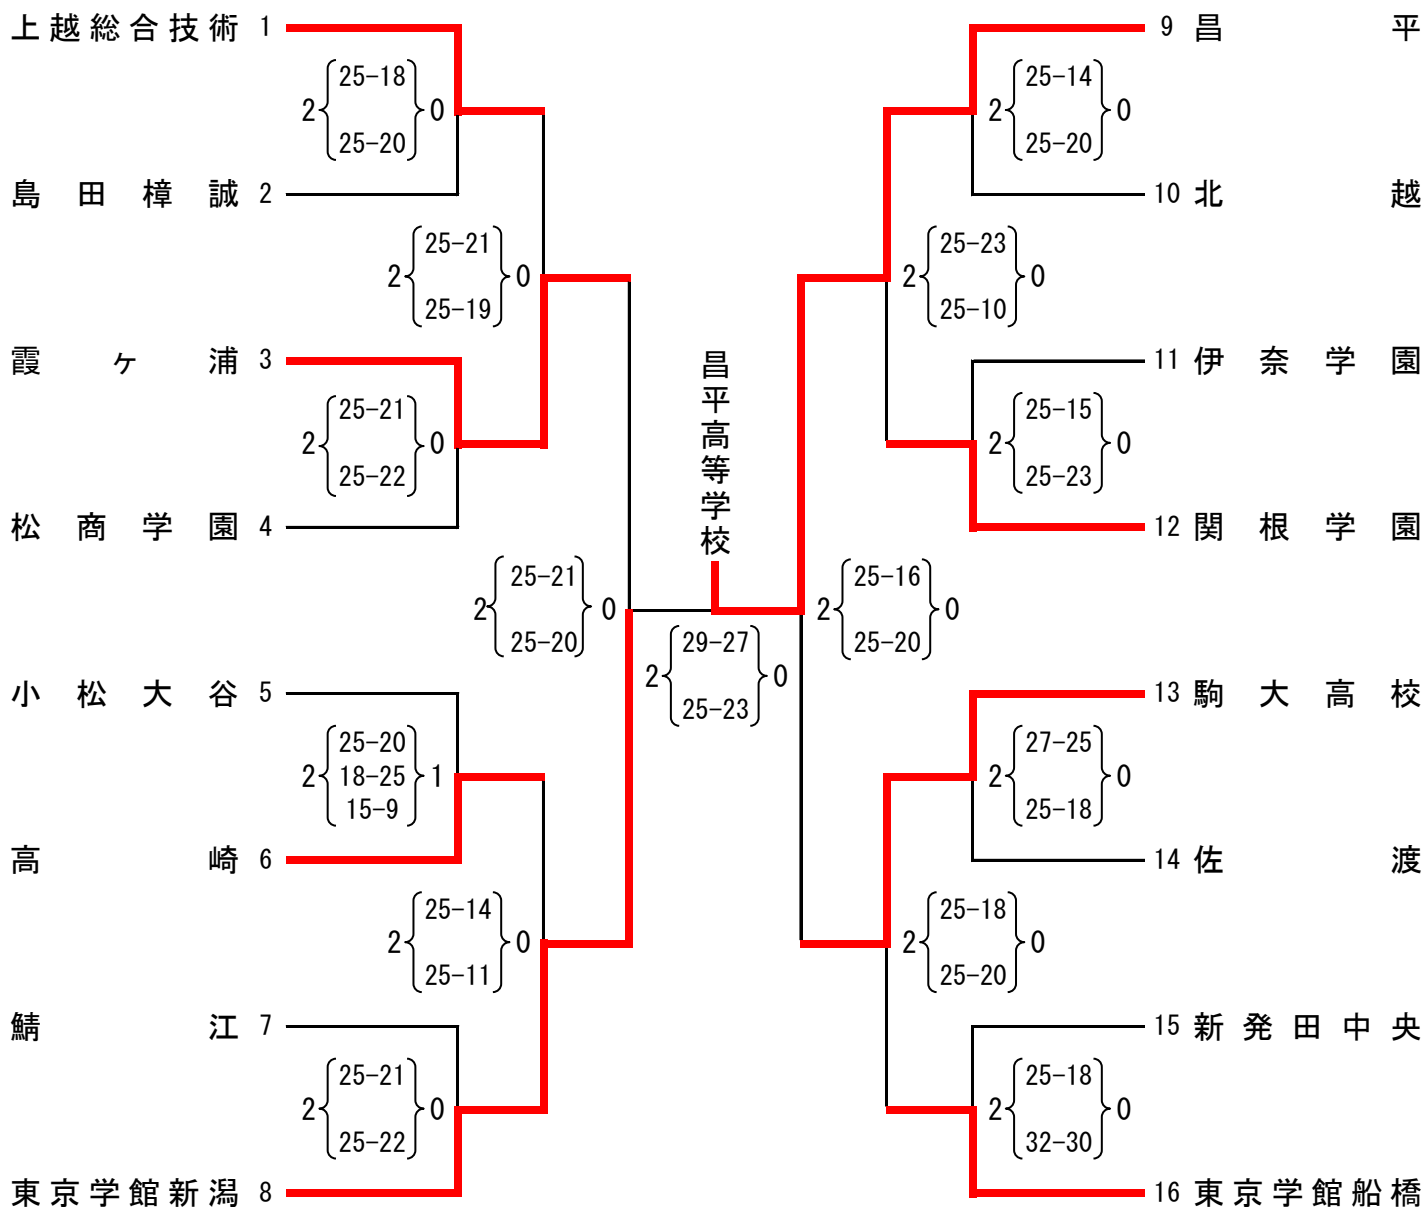 上越総合技術 1
25-18
2 0
25-20
島田樟誠 2
25-21
2 0
25-19
霞ヶ浦 3
25-21
2 0
25-22
松商学園 4
25-21
2 0
25-20
小松大谷 5
25-20
2 18-25 1
15-9
高崎 6
25-14
2 0
25-11
鯖江 7
25-21
2 0
25-22
東京学館新潟 8
昌平高等学校
29-27
2 0
25-23
9 昌平
25-14
2 0
25-20
10 北越
25-23
2 0
25-10
11 伊奈学園
25-15
2 0
25-23
12 関根学園
25-16
2 0
25-20
13 駒大高校
27-25
2 0
25-18
14 佐渡
25-18
2 0
25-20
15 新発田中央
25-18
2 0
32-30
16 東京学館船橋